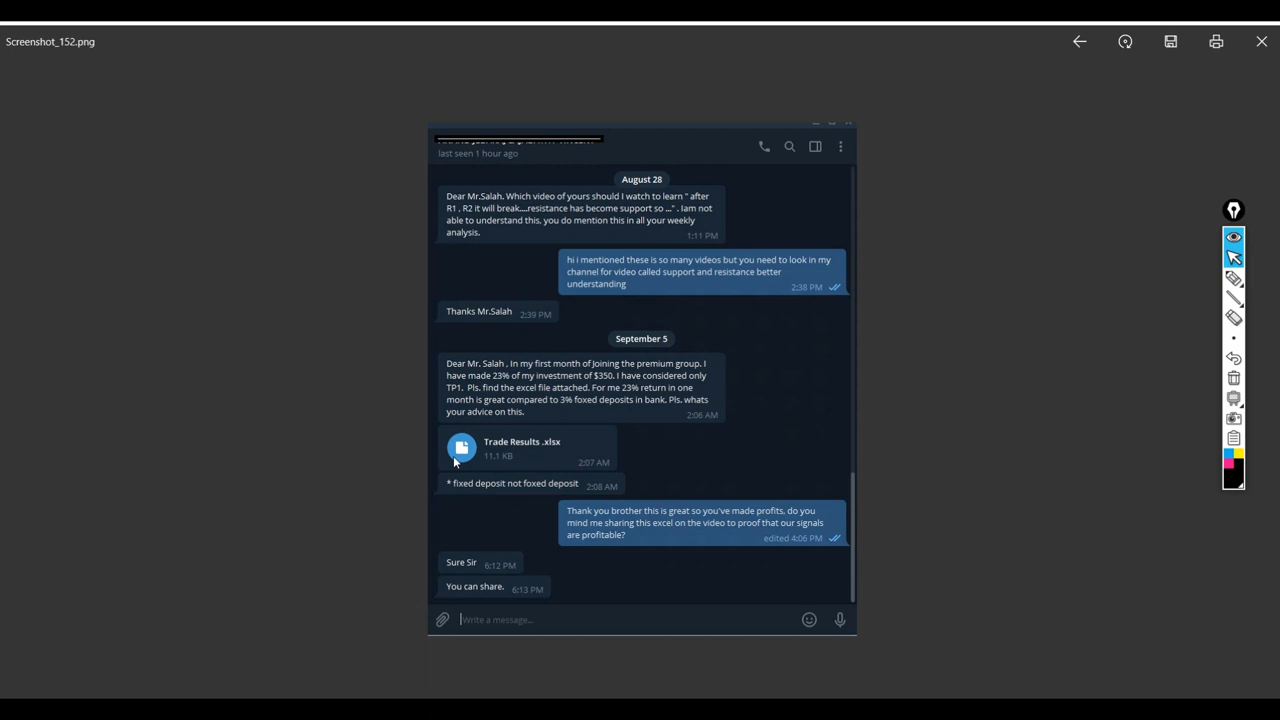 Screenshot_152.png
last seen 1 hour ago
August 28
Dear Mr.Salah. Which video of yours should I watch to learn " after
R1 , R2 it will break....resistance has become support so ..." . Iam not
able to understand this, you do mention this in all your weekly
analysis.
1:11 PM
hi i mentioned these is so many videos but you need to look in my
channel for video called support and resistance better
understanding
2:38 PM
Thanks Mr.Salah
2:39 PM
September 5
Dear Mr. Salah , In my first month of Joining the premium group. I
have made 23% of my investment of $350. I have considered only
TP1. Pls. find the excel file attached. For me 23% return in one
month is great compared to 3% foxed deposits in bank. Pls. whats
your advice on this.
2:06 AM
Trade Results .xlsx
11.1 KB
2:07 AM
* fixed deposit not foxed deposit
2:08 AM
Thank you brother this is great so you've made profits, do you
mind me sharing this excel on the video to proof that our signals
are profitable?
edited 4:06 PM
Sure Sir
6:12 PM
You can share.
6:13 PM
Write a message...